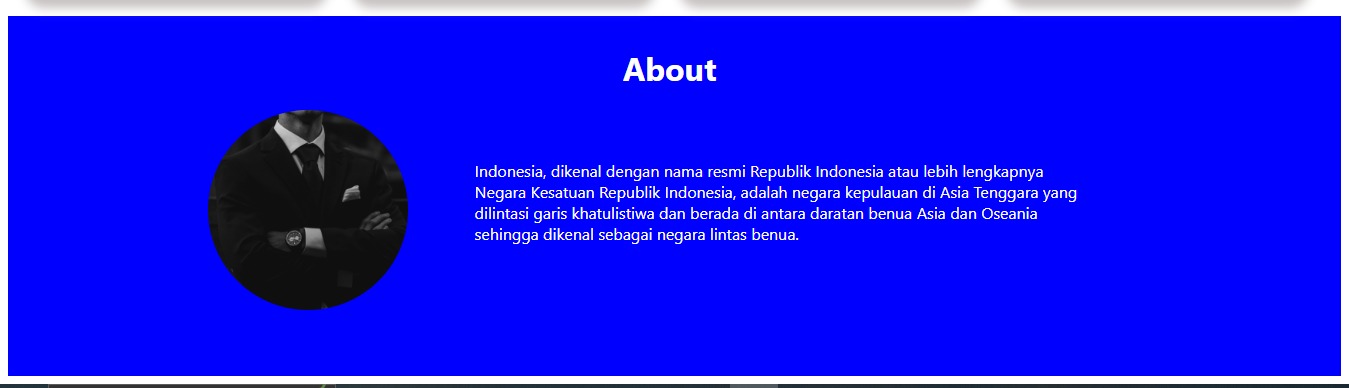 About
Indonesia, dikenal dengan nama resmi Republik Indonesia atau lebih lengkapnya
Negara Kesatuan Republik Indonesia, adalah negara kepulauan di Asia Tenggara yang
dilintasi garis khatulistiwa dan berada di antara daratan benua Asia dan Oseania
sehingga dikenal sebagai negara lintas benua.